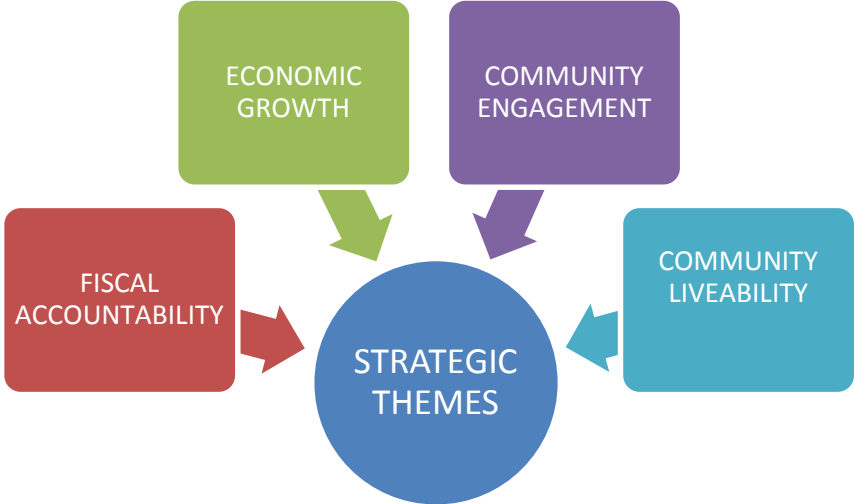 ECONOMIC
GROWTH
COMMUNITY
ENGAGEMENT
FISCAL
ACCOUNTABILITY
COMMUNITY
LIVEABILITY
STRATEGIC
THEMES